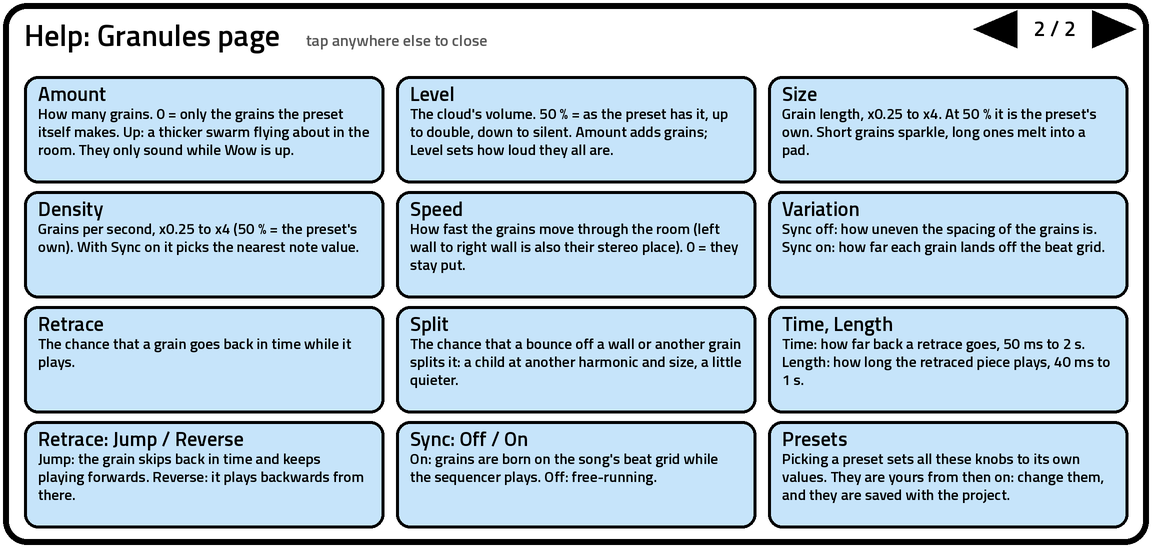 Help: Granules page
tap anywhere else to close
2 / 2
Amount
How many grains. 0 = only the grains the preset
itself makes. Up: a thicker swarm flying about in the
room. They only sound while Wow is up.
Level
The cloud's volume. 50 % = as the preset has it, up
to double, down to silent. Amount adds grains;
Level sets how loud they all are.
Size
Grain length, x0.25 to x4. At 50 % it is the preset's
own. Short grains sparkle, long ones melt into a
pad.
Density
Grains per second, x0.25 to x4 (50 % = the preset's
own). With Sync on it picks the nearest note value.
Speed
How fast the grains move through the room (left
wall to right wall is also their stereo place). 0 = they
stay put.
Variation
Sync off: how uneven the spacing of the grains is.
Sync on: how far each grain lands off the beat grid.
Retrace
The chance that a grain goes back in time while it
plays.
Split
The chance that a bounce off a wall or another grain
splits it: a child at another harmonic and size, a little
quieter.
Time, Length
Time: how far back a retrace goes, 50 ms to 2 s.
Length: how long the retraced piece plays, 40 ms to
1 s.
Retrace: Jump / Reverse
Jump: the grain skips back in time and keeps
playing forwards. Reverse: it plays backwards from
there.
Sync: Off / On
On: grains are born on the song's beat grid while
the sequencer plays. Off: free-running.
Presets
Picking a preset sets all these knobs to its own
values. They are yours from then on: change them,
and they are saved with the project.